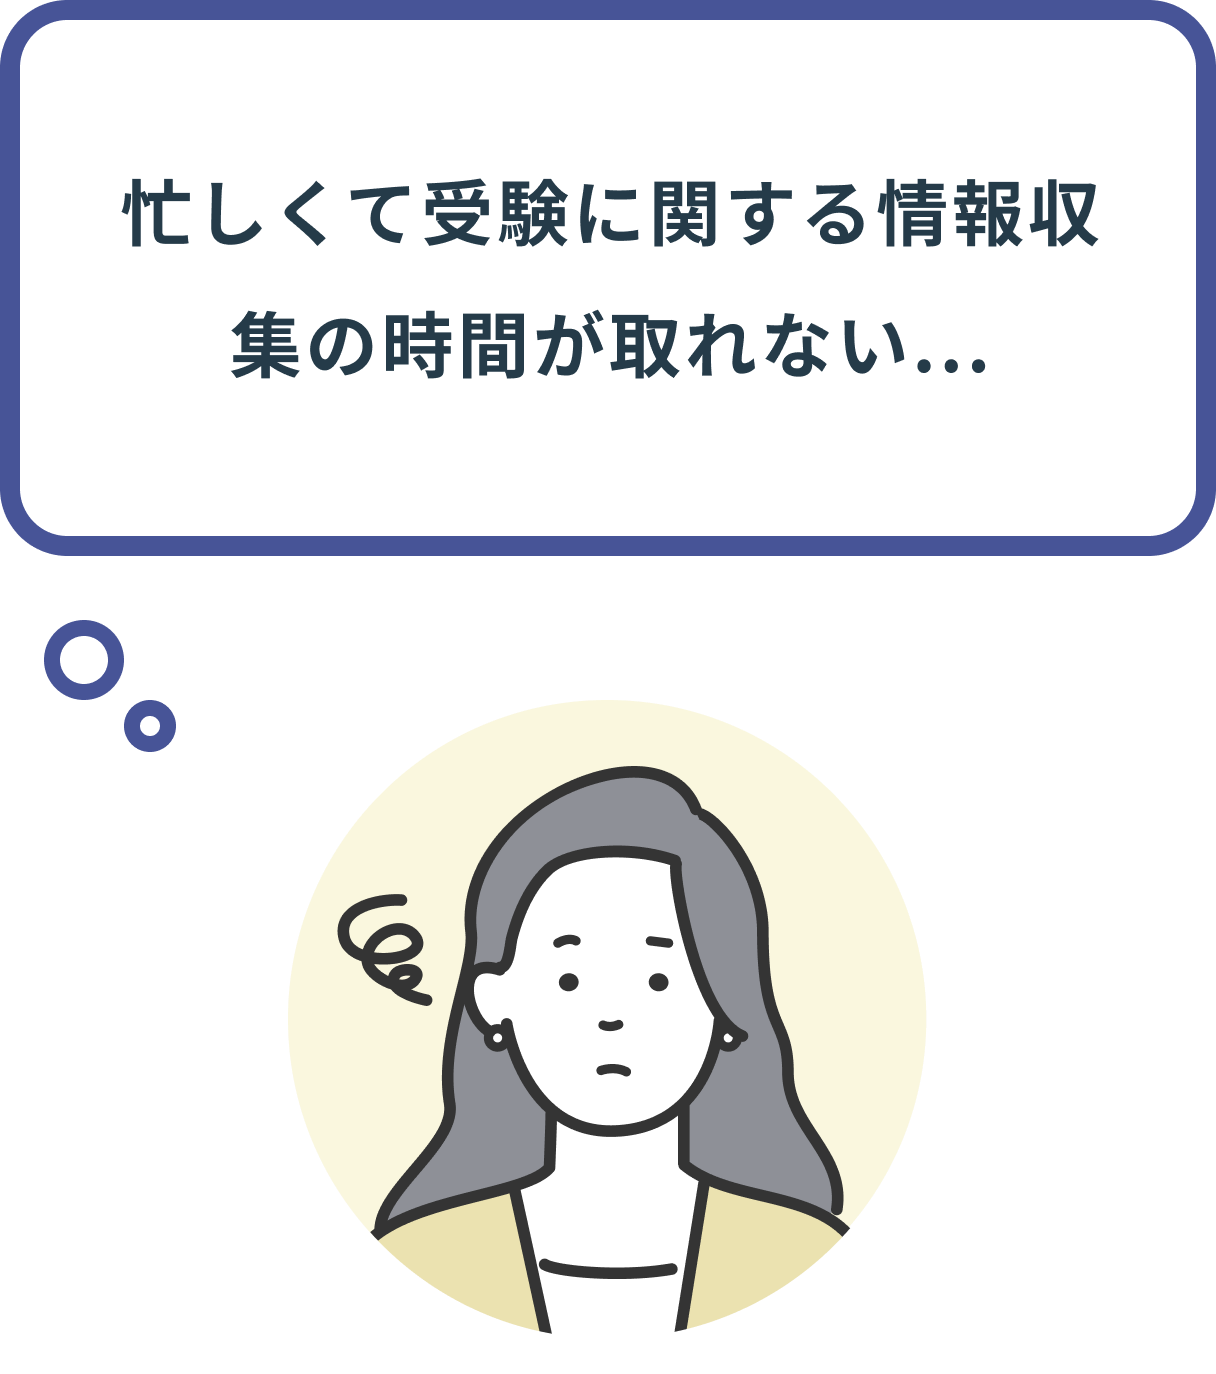 忙しくて受験に関する情報収
集の時間が取れない…